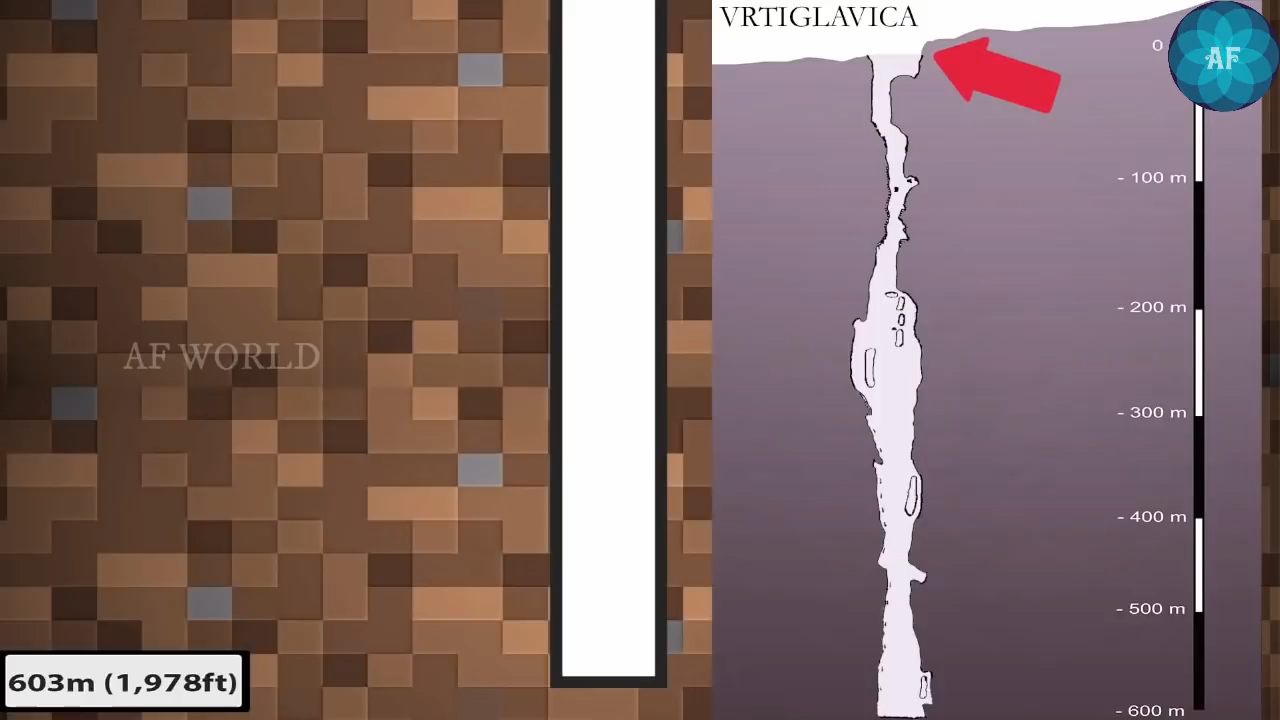 VRTIGLAVICA
AF
0
- 100 m
- 200 m
- 300 m
AF WORLD
- 400 m
- 500 m
603m (1,978ft)
- 600 m